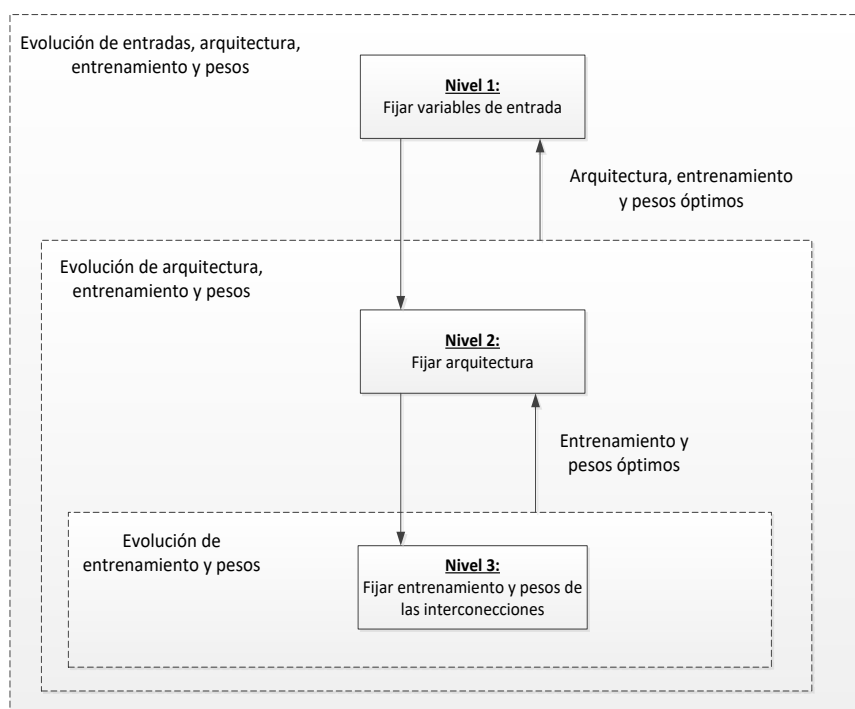 Evolución de entradas, arquitectura,
entrenamiento y pesos
Nivel 1:
Fijar variables de entrada
Arquitectura, entrenamiento
y pesos óptimos
Evolución de arquitectura,
entrenamiento y pesos
Nivel 2:
Fijar arquitectura
Entrenamiento y
pesos óptimos
Evolución de
entrenamiento y pesos
Nivel 3:
Fijar entrenamiento y pesos de
las interconecciones